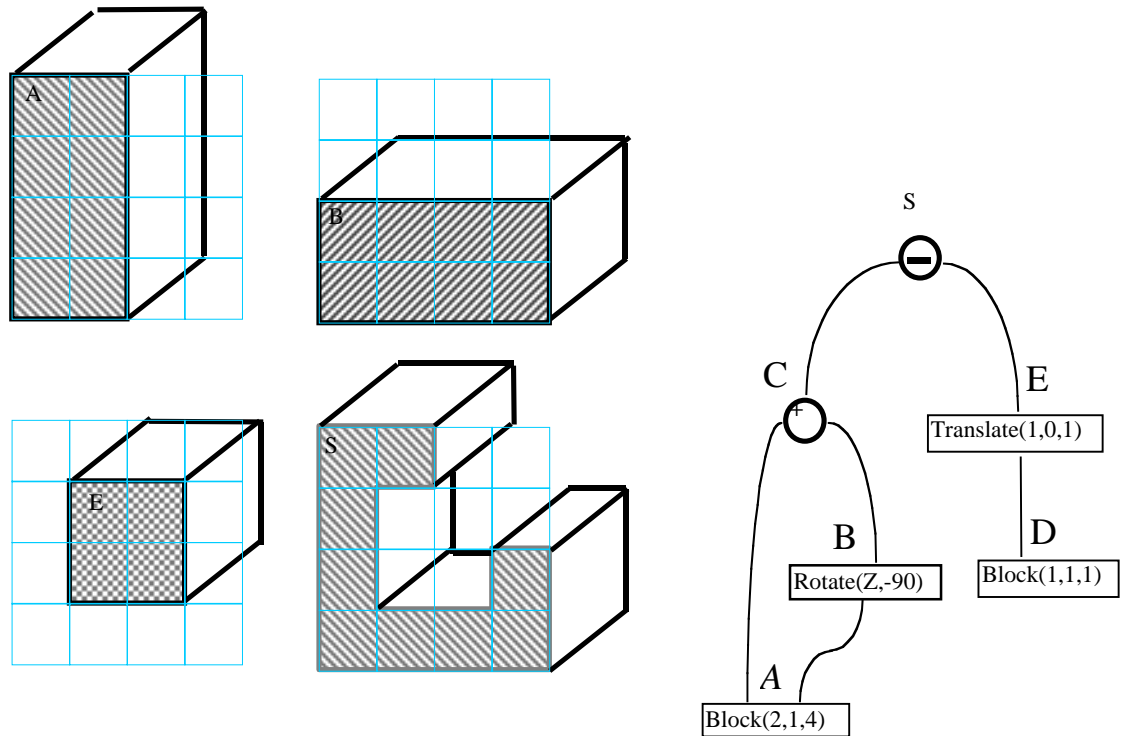 A
B
E
S
S
C
+
E
Translate(1,0,1)
B
D
Rotate(Z,-90)
Block(1,1,1)
A
Block(2,1,4)